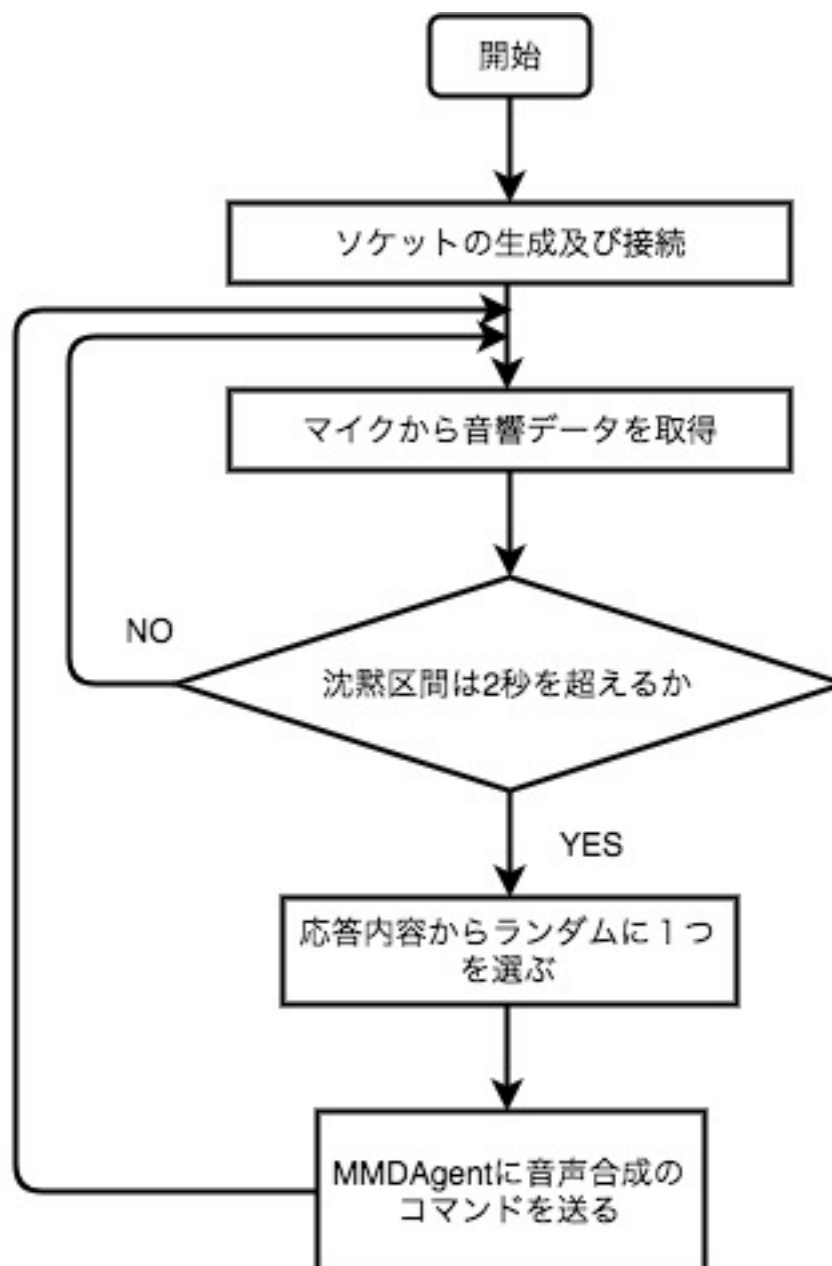 開始
ソケットの生成及び接続
マイクから音響データを取得
NO
沈黙区間は2秒を超えるか
YES
応答内容からランダムに１つ
を選ぶ
MMDAgentに音声合成の
コマンドを送る